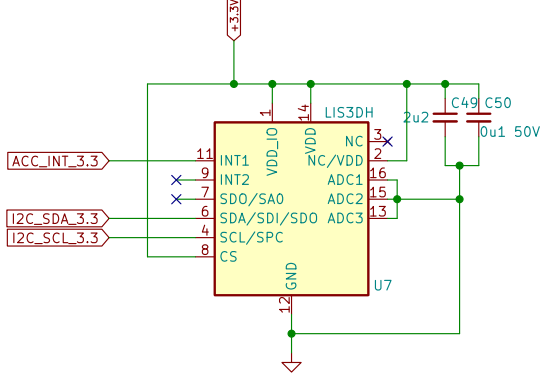 +3.3V
LIS3DH
C49 C50
2u2
0u1 50V
1
14
VDD_IO
VDD
NC 3
11 INT1
NC/VDD 2
ACC_INT_3.3
9 INT2
ADC1 16
7 SDO/SA0
ADC2 15
I2C_SDA_3.3
6 SDA/SDI/SDO
ADC3 13
I2C_SCL_3.3
4 SCL/SPC
8 CS
GND
12
U7